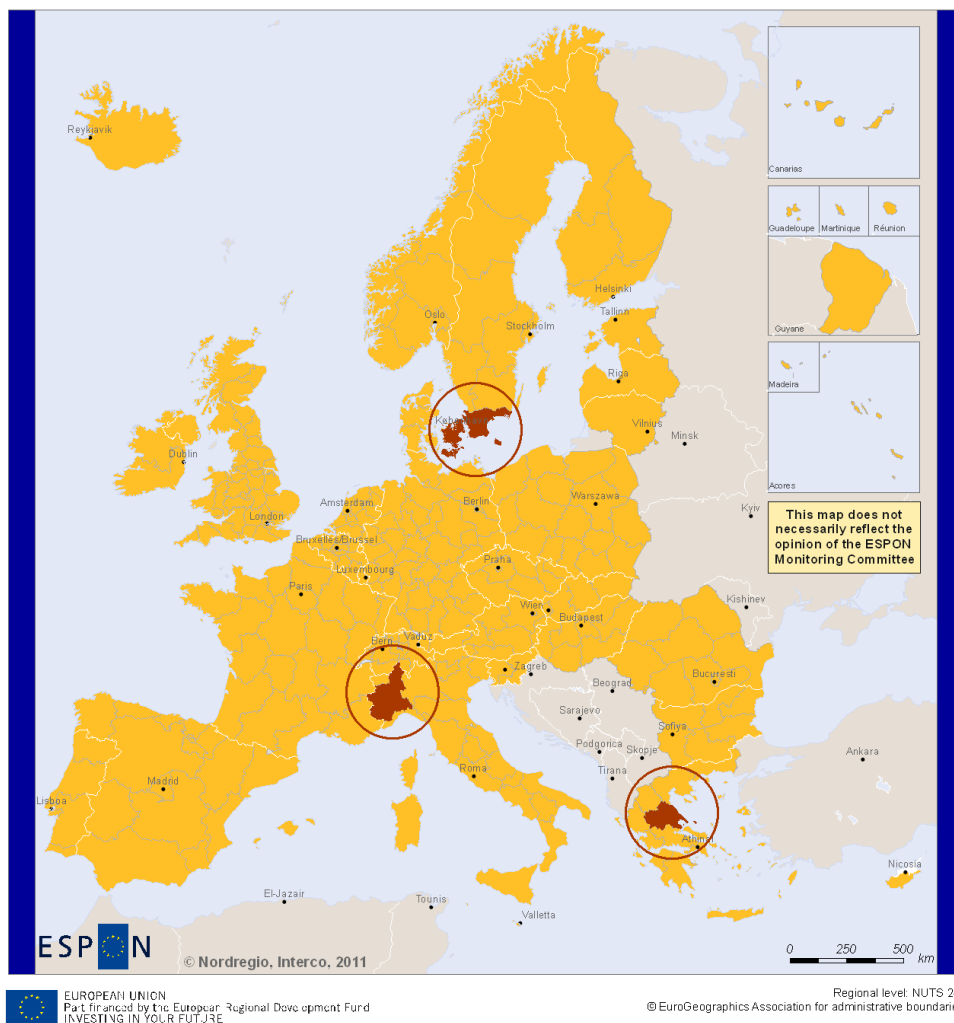 Reykjavik
Canarias
Guadeloupe
Martinique
Réunion
Guyane
Helsinki
Tallinn
Oslo
Stockholm
Riga
Madeira
Vilnius
Minsk
Dublin
Acores
Amsterdam
Berlin
Warszawa
London
Kyiv
This map does not
necessarily reflect the
opinion of the ESPON
Monitoring Committee
Bruxelles/Brussel
Praha
Luxembourg
Paris
Kishinev
Wien
Budapest
Bern
Vaduz
Zagreb
Bucuresti
Beograd
Sarajevo
Sofiya
Podgorica
Skopje
Ankara
Roma
Tirana
Madrid
Lisboa
Athinai
Nicosia
El-Jazair
Tounis
Valletta
ESPON
© Nordregio, Interco, 2011
0 250 500
km
EUROPEAN UNION
Part financed by the European Regional Development Fund
INVESTING IN YOUR FUTURE
Regional level: NUTS 2
© EuroGeographics Association for administrative boundarie